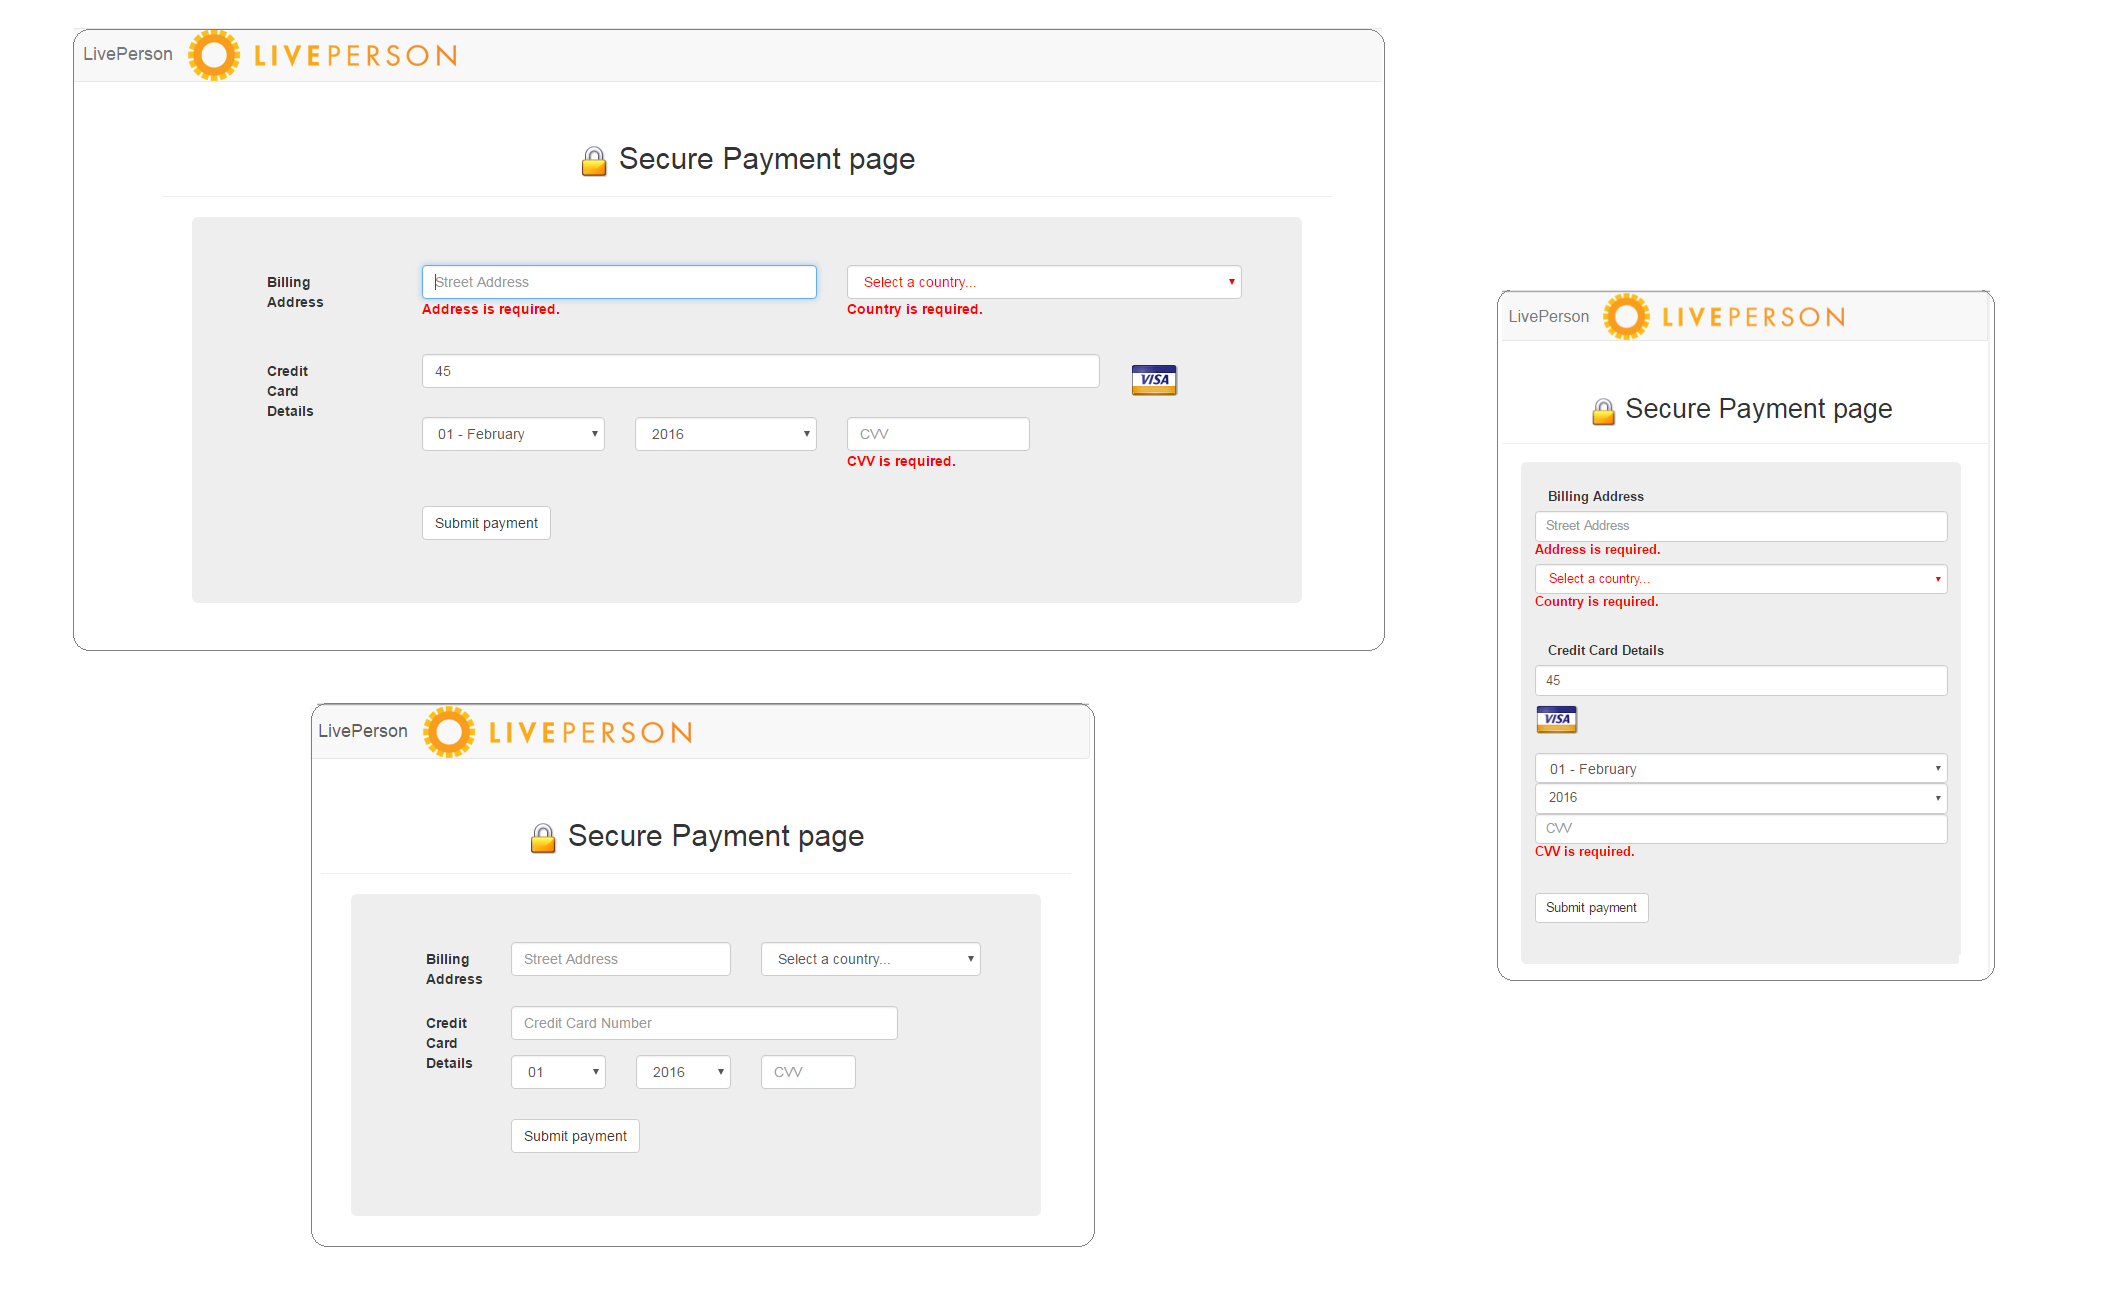 LivePerson LIVEPERSON
Secure Payment page
Billing Address
Street Address
Select a country...
Address is required.
Country is required.
Credit Card Details
45
VISA
01 - February
2016
CVV
CVV is required.
Submit payment
LivePerson LIVEPERSON
Secure Payment page
Billing Address
Street Address
Address is required.
Select a country...
Country is required.
Credit Card Details
45
VISA
01 - February
2016
CVV
CVV is required.
Submit payment
LivePerson LIVEPERSON
Secure Payment page
Billing Address
Street Address
Select a country...
Credit Card Details
Credit Card Number
01
2016
CVV
Submit payment